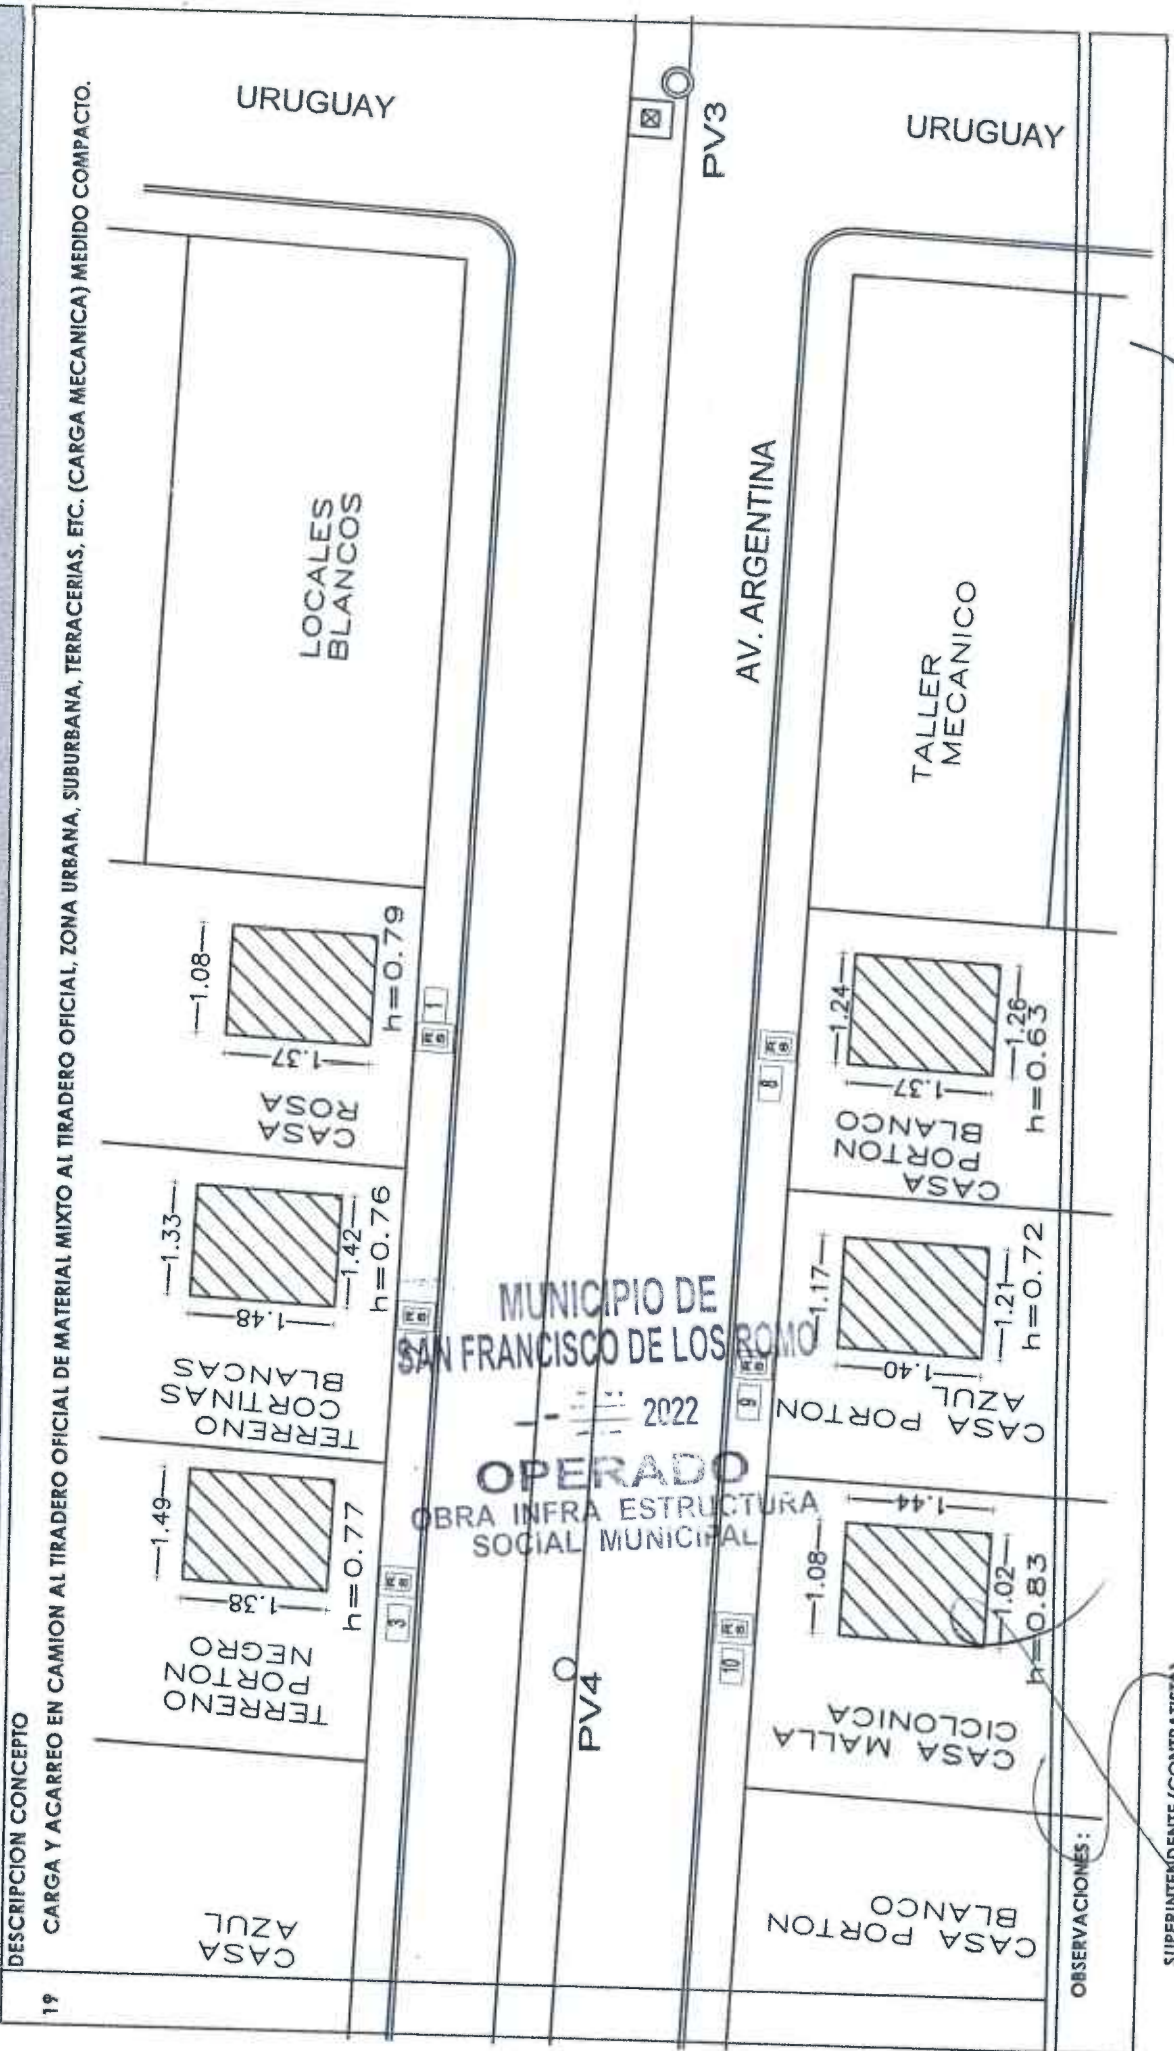 DESCRIPCION CONCEPTO
19 CARGA Y ACARREO EN CAMION AL TIRADERO OFICIAL DE MATERIAL MIXTO AL TIRADERO OFICIAL, ZONA URBANA, SUBURBANA, TERRACERIAS, ETC. (CARGA MECANICA) MEDIDO COMPACTO.
CASA
AZUL
TERRENO
PORTON
NEGRO
1.49
1.38
h=0.77
3
TERRENO
CORTINAS
BLANCAS
1.33
1.48
1.42
h=0.76
CASA
ROSA
1.08
1.37
h=0.79
1
LOCALES
BLANCOS
URUGUAY
PV4
AV. ARGENTINA
PV3
MUNICIPIO DE
SAN FRANCISCO DE LOS ROMO
2022
OPERADO
OBRA INFRA ESTRUCTURA
SOCIAL MUNICIPAL
CASA PORTON
BLANCO
CASA MALLA
CICLONICA
1.08
1.44
1.02
h=0.83
10
CASA PORTON
AZUL
1.17
1.40
1.21
h=0.72
9
CASA
PORTON
BLANCO
1.24
1.37
1.26
h=0.63
8
TALLER
MECANICO
URUGUAY
OBSERVACIONES:
SUPERINTENDENTE (CONTRATISTA)